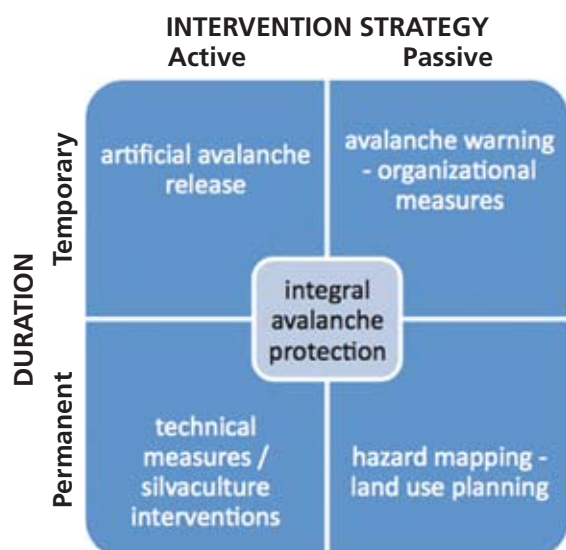 INTERVENTION STRATEGY
Active Passive
DURATION
Temporary
artificial avalanche
release
avalanche warning
- organizational
measures
integral
avalanche
protection
Permanent
technical
measures /
silvaculture
interventions
hazard mapping -
land use planning